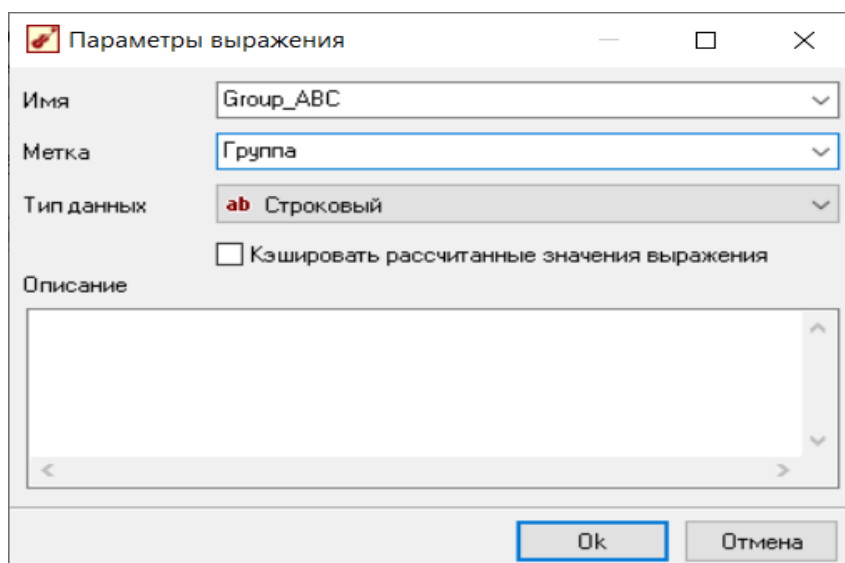 Параметры выражения
Имя Group_ABC
Метка Группа
Тип данных ab Строковый
Кэшировать рассчитанные значения выражения
Описание
Ok Отмена